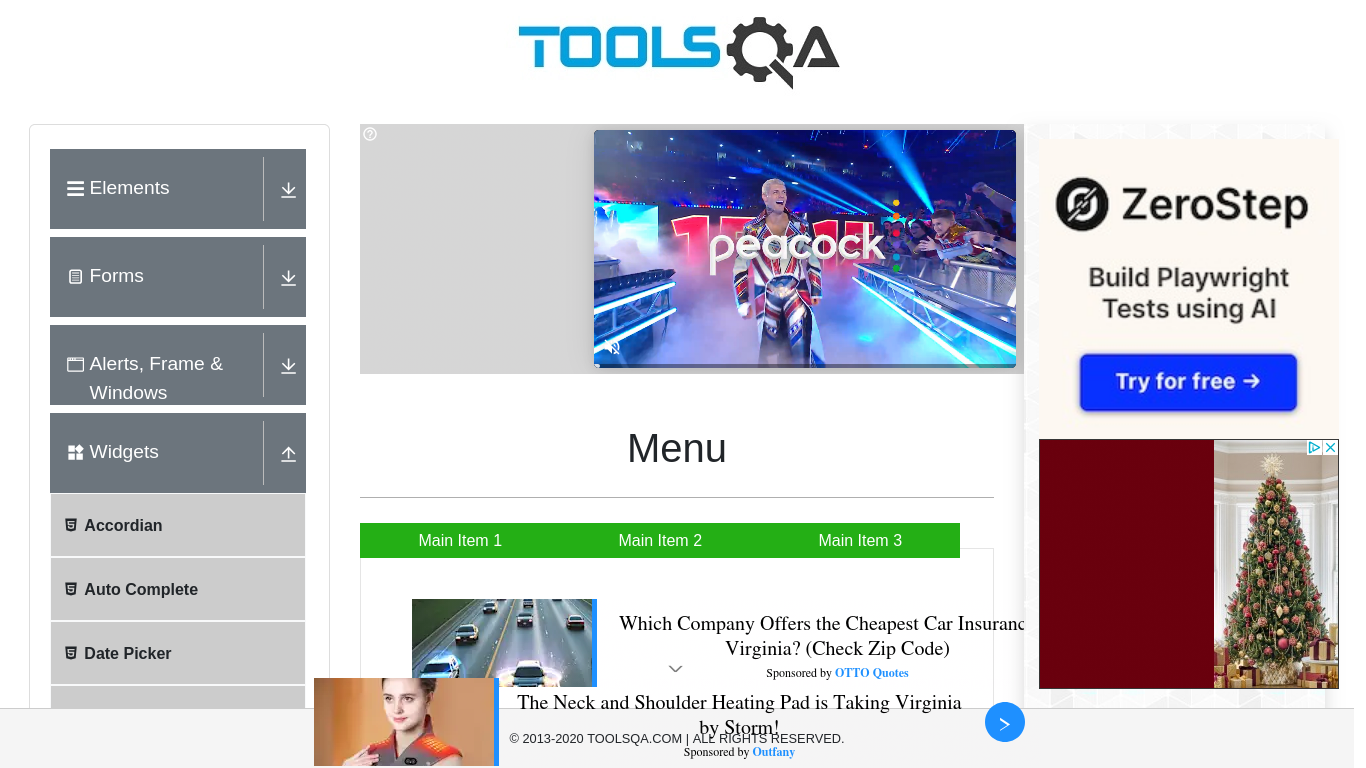 TOOLSQA
Elements
Forms
Alerts, Frame &
Windows
Widgets
Accordian
Auto Complete
Date Picker
peacock
Menu
Main Item 1
Main Item 2
Main Item 3
Which Company Offers the Cheapest Car Insuranc
Virginia? (Check Zip Code)
Sponsored by OTTO Quotes
The Neck and Shoulder Heating Pad is Taking Virginia
by Storm!
Sponsored by Outfany
© 2013-2020 TOOLSQA.COM | ALL RIGHTS RESERVED.
ZeroStep
Build Playwright
Tests using AI
Try for free →